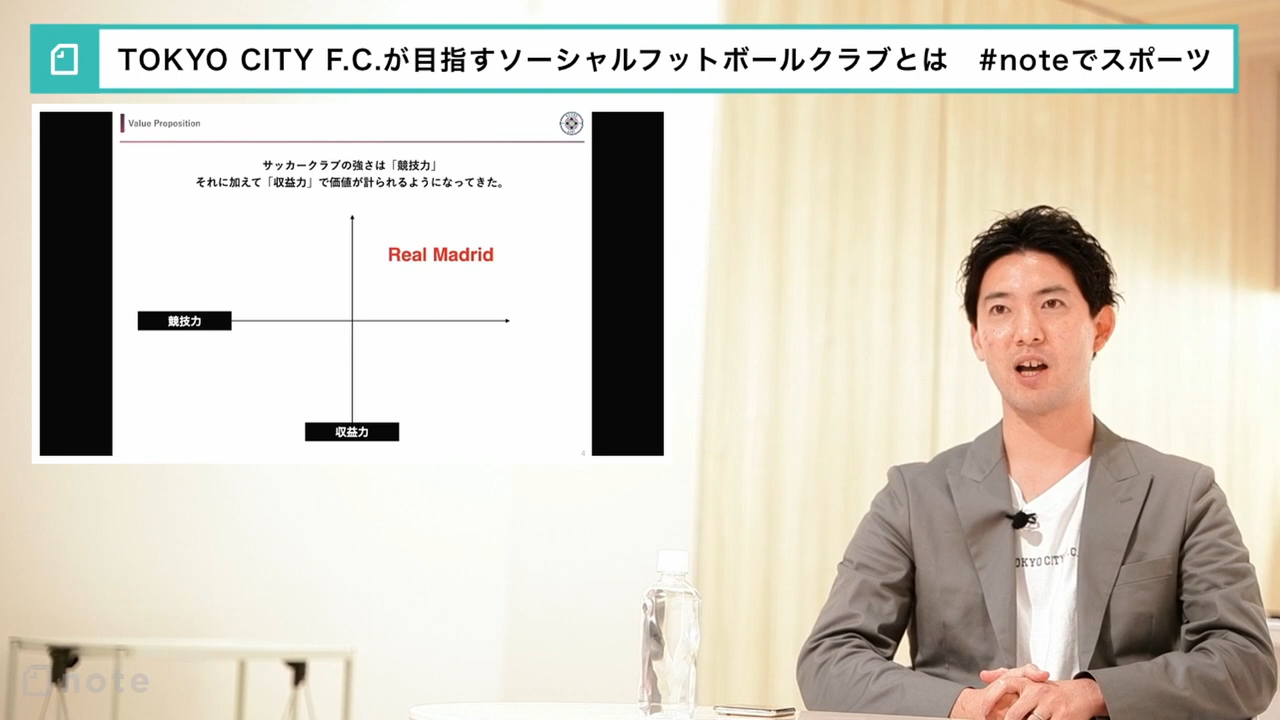 TOKYO CITY F.C.が目指すソーシャルフットボールクラブとは #noteでスポーツ
Value Proposition
サッカークラブの強さは「競技力」
それに加えて「収益力」で価値が計られるようになってきた。
Real Madrid
競技力
収益力
4
TOKYO CITY F.C.
note